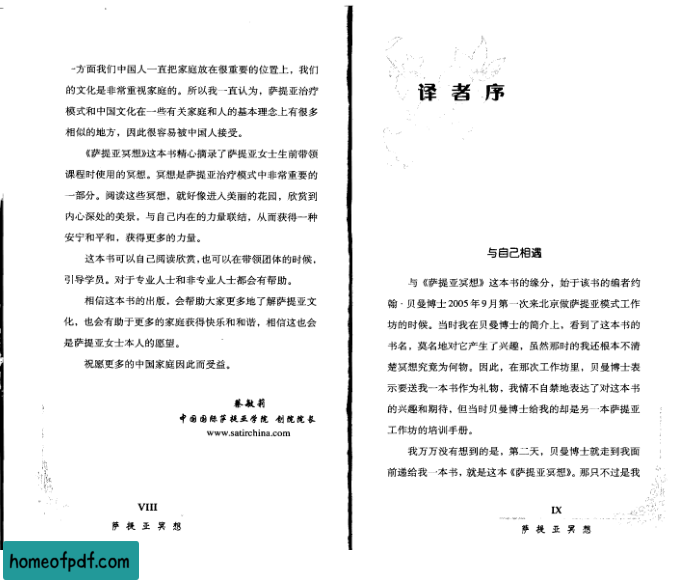 一方面我们中国人一直把家庭放在很重要的位置上，我们
的文化是非常重视家庭的。所以我一直认为，萨提亚治疗
模式和中国文化在一些有关家庭和人的基本理念上有很多
相似的地方，因此很容易被中国人接受。
《萨提亚冥想》这本书精心摘录了萨提亚女士生前带领
课程时使用的冥想。冥想是萨提亚治疗模式中非常重要的
一部分。阅读这些冥想，就好像进人美丽的花园，欣赏到
内心深处的美景，与自己内在的力量联结，从而获得一种
安宁和平和，获得更多的力量。
这本书可以自己阅读欣赏，也可以在带领团体的时候，
引导学员。对于专业人士和非专业人士都会有帮助。
相信这本书的出版，会帮助大家更多地了解萨提亚文
化，也会有助于更多的家庭获得快乐和和谐，相信这也会
是萨提亚女士本人的愿望。
祝愿更多的中国家庭因此而受益。
蔡敏莉
中国国际萨提亚学院 创院院长
www.satirchina.com
VIII
萨提亚冥想
译者序
与自己相遇
与《萨提亚冥想》这本书的缘分，始于该书的编者约
翰·贝曼博士2005年9月第一次来北京做萨提亚模式工作
坊的时候。当时我在贝曼博士的简介上，看到了这本书的
书名，莫名地对它产生了兴趣，虽然那时的我还根本不清
楚冥想究竟为何物。因此，在那次工作坊里，贝曼博士表
示要送我一本书作为礼物，我情不自禁地表达了对这本书
的兴趣和期待，但当时贝曼博士给我的却是另一本萨提亚
工作坊的培训手册。
我万万没有想到的是，第二天，贝曼博士就走到我面
前递给我一本书，就是这本《萨提亚冥想》。那只不过是我
IX
萨提亚冥想
homeofpdf.com